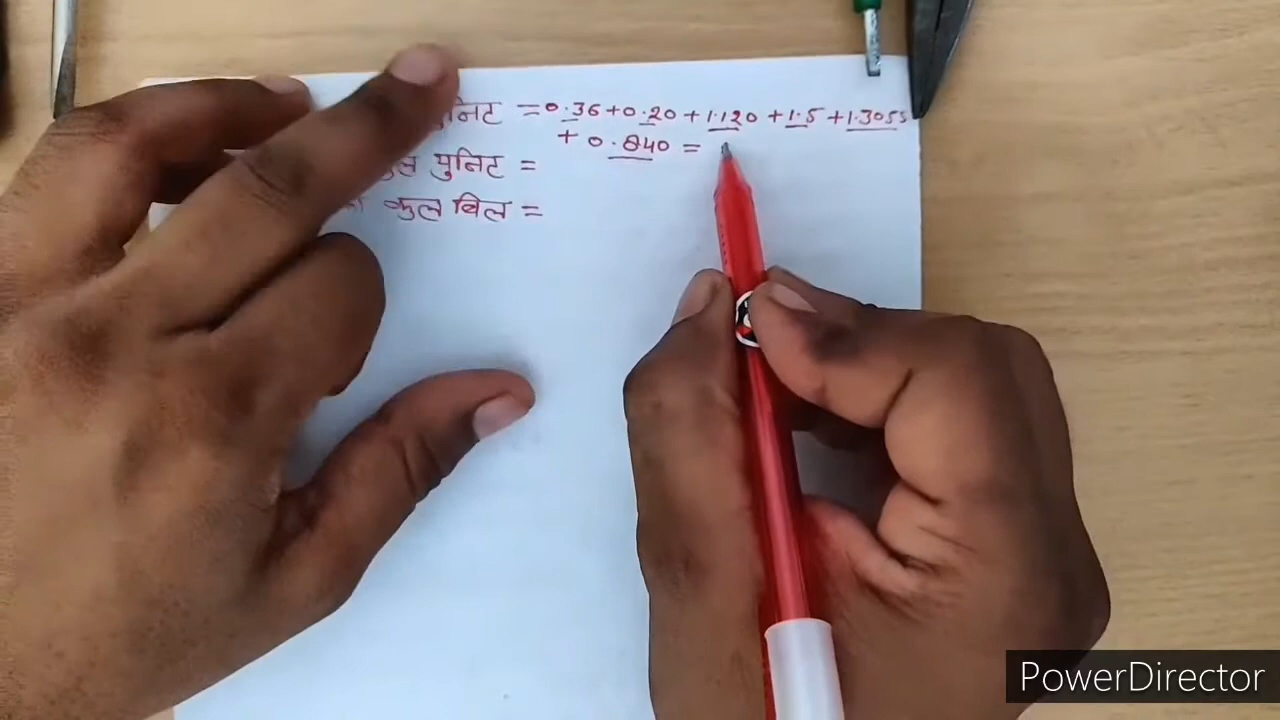 युनिट = 0.36 + 0.20 + 1.120 + 1.5 + 1.3055
+ 0.840 =
युनिट =
कुल बिल =
PowerDirector